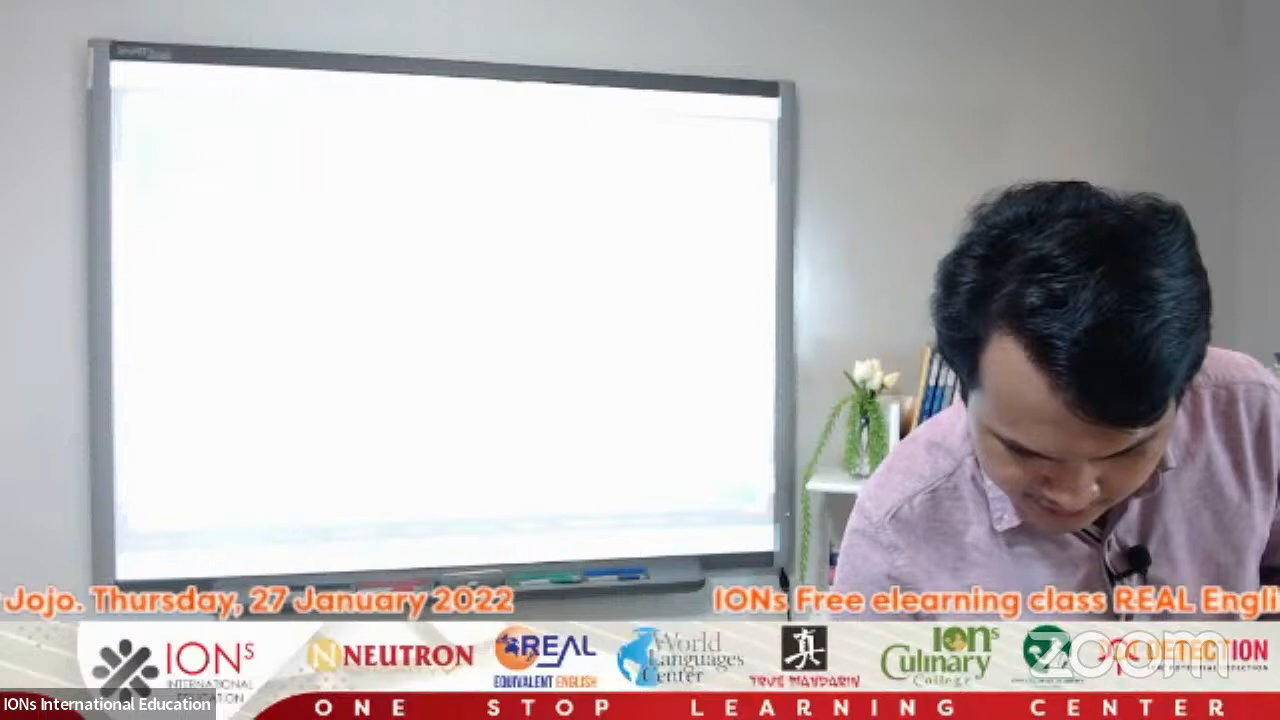 Jojo. Thursday, 27 January 2022
IONs Free elearning class REAL Engli
IONs
INTERNATIONAL
EDUCATION
NEUTRON
REAL
EQUIVALENT ENGLISH
World
Languages
Center
真
TRUE MANDARIN
IONs
Culinary
College
zoom
DETECTION
IONs International Education
ONE STOP LEARNING CENTER